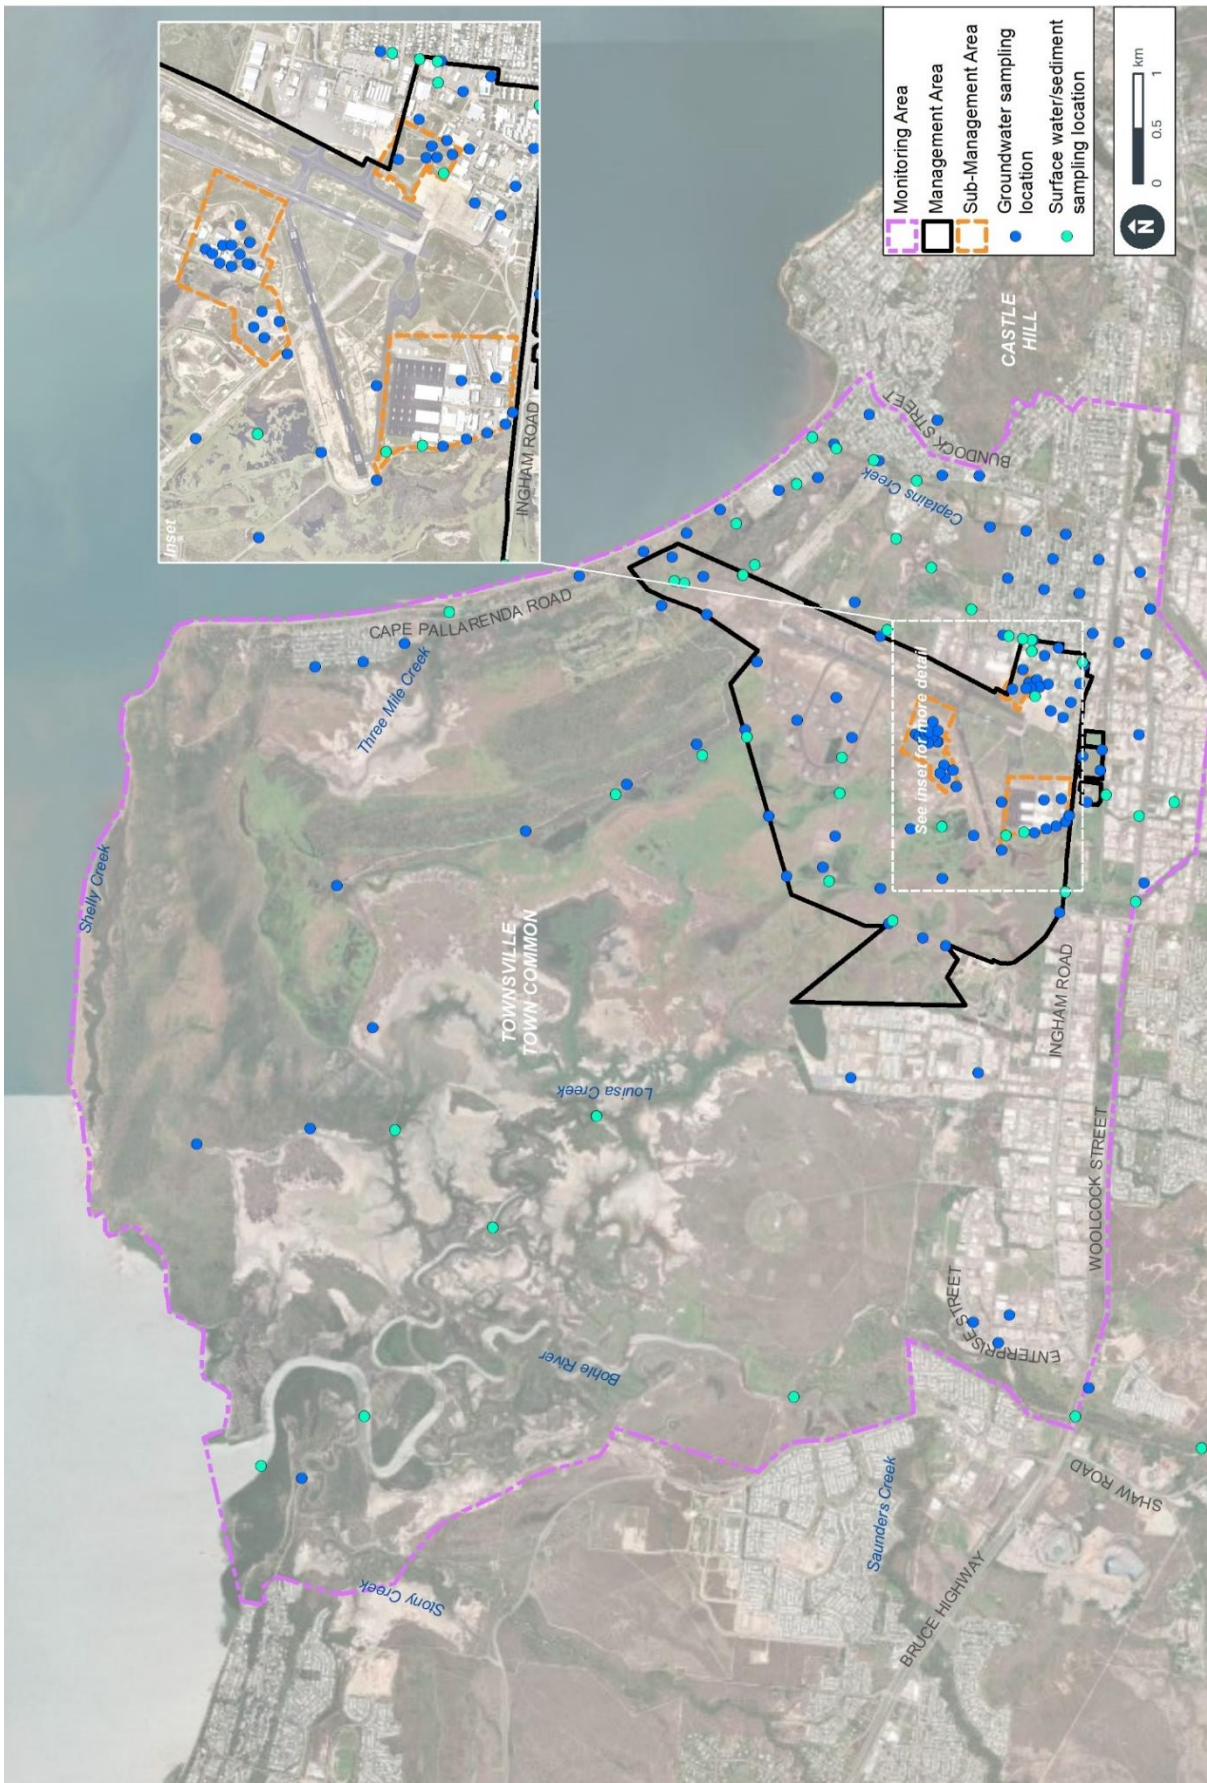 Inset
INGHAM ROAD
Monitoring Area
Management Area
Sub-Management Area
Groundwater sampling
location
Surface water/sediment
sampling location
N
0
0.5
1
km
CAPE PALLARENDA ROAD
Three Mile Creek
Shelly Creek
TOWNSVILLE
TOWN COMMON
Louisa Creek
Bohle River
Stony Creek
Saunders Creek
BRUCE HIGHWAY
SHAW ROAD
ENTERPRISE STREET
WOOLCOCK STREET
INGHAM ROAD
See inset for more detail
Captains Creek
BUNDOCK STREET
CASTLE
HILL